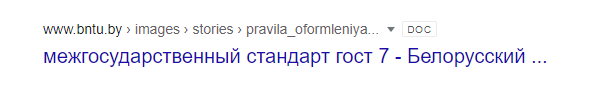 www.bntu.by › images › stories › pravila_oformleniya... DOC
межгосударственный стандарт гост 7 - Белорусский ...